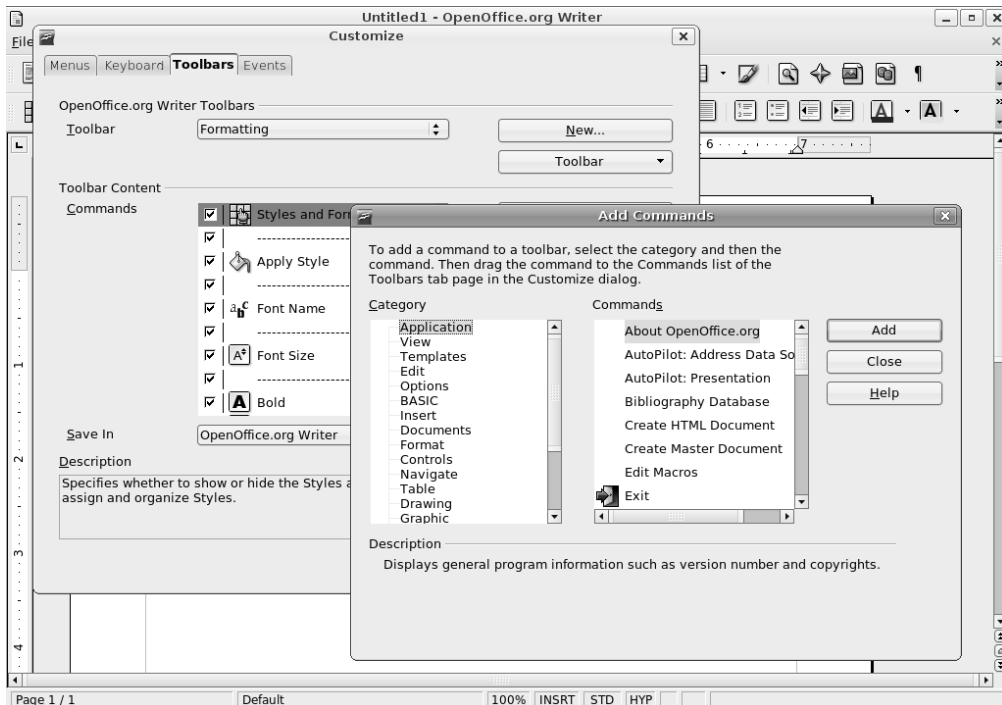 Untitled1 - OpenOffice.org Writer
File
Customize
Menus Keyboard Toolbars Events
OpenOffice.org Writer Toolbars
Toolbar Formatting New...
Toolbar
Toolbar Content
Commands
Styles and For
Apply Style
Font Name
Font Size
Bold
Save In OpenOffice.org Writer
Description
Specifies whether to show or hide the Styles a
assign and organize Styles.
Add Commands
To add a command to a toolbar, select the category and then the
command. Then drag the command to the Commands list of the
Toolbars tab page in the Customize dialog.
Category
Application
View
Templates
Edit
Options
BASIC
Insert
Documents
Format
Controls
Navigate
Table
Drawing
Graphic
Commands
About OpenOffice.org
AutoPilot: Address Data So
AutoPilot: Presentation
Bibliography Database
Create HTML Document
Create Master Document
Edit Macros
Exit
Add
Close
Help
Description
Displays general program information such as version number and copyrights.
6 7
1
2
3
4
Page 1 / 1 Default 100% INSRT STD HYP